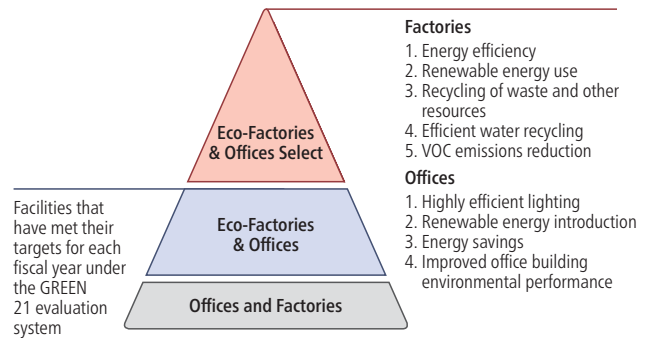 Factories
1. Energy efficiency
2. Renewable energy use
3. Recycling of waste and other
resources
4. Efficient water recycling
5. VOC emissions reduction
Offices
1. Highly efficient lighting
2. Renewable energy introduction
3. Energy savings
4. Improved office building
environmental performance
Eco-Factories
& Offices Select
Facilities that
have met their
targets for each
fiscal year under
the GREEN
21 evaluation
system
Eco-Factories
& Offices
Offices and Factories